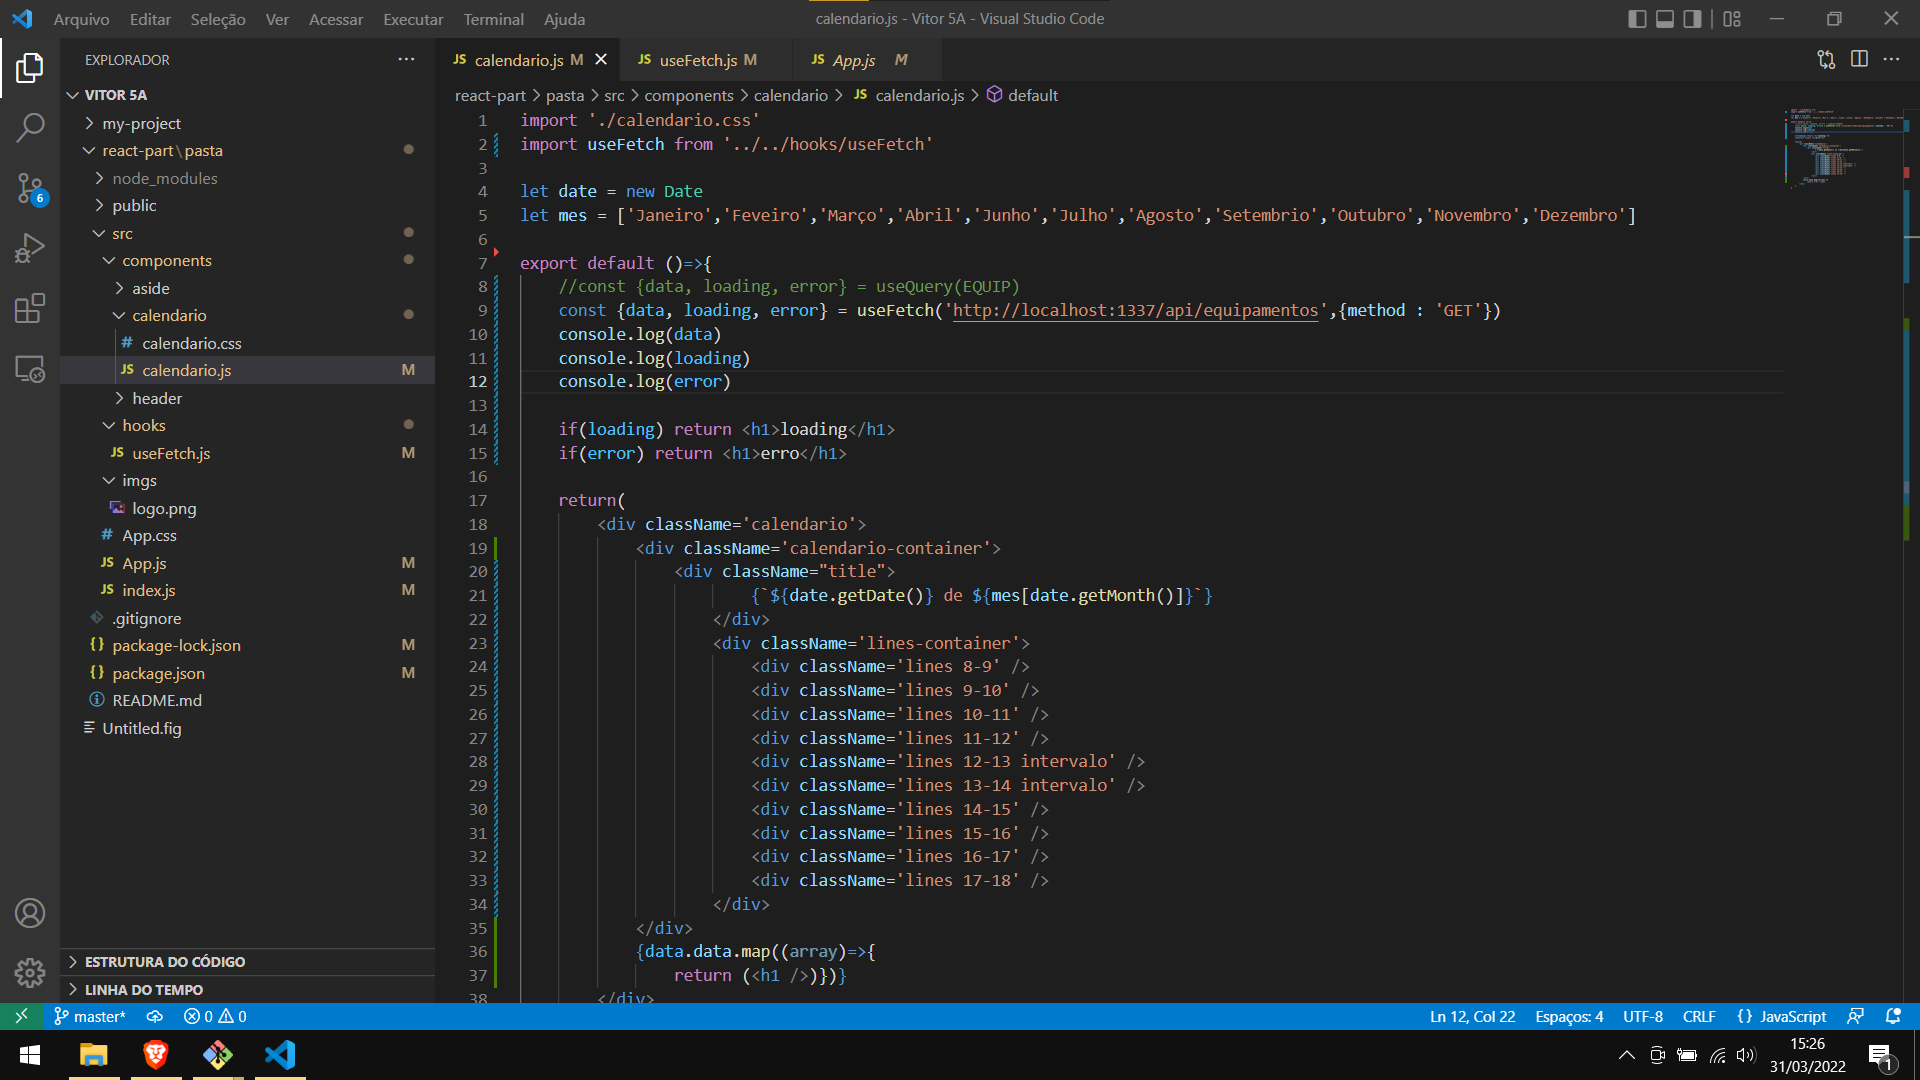 Arquivo Editar Seleção Ver Acessar Executar Terminal Ajuda
calendario.js - Vitor 5A - Visual Studio Code
EXPLORADOR
VITOR 5A
my-project
react-part\pasta
node_modules
public
src
components
aside
calendario
# calendario.css
JS calendario.js M
header
hooks
JS useFetch.js M
imgs
logo.png
# App.css
JS App.js M
JS index.js M
.gitignore
{} package-lock.json M
{} package.json M
README.md
Untitled.fig
ESTRUTURA DO CÓDIGO
LINHA DO TEMPO
6
JS calendario.js M JS useFetch.js M JS App.js M
react-part > pasta > src > components > calendario > JS calendario.js > default
1 import './calendario.css'
2 import useFetch from '../../hooks/useFetch'
3
4 let date = new Date
5 let mes = ['Janeiro','Feveiro','Março','Abril','Junho','Julho','Agosto','Setembrio','Outubro','Novembro','Dezembro']
6
7 export default ()=>{
8 //const {data, loading, error} = useQuery(EQUIP)
9 const {data, loading, error} = useFetch('http://localhost:1337/api/equipamentos',{method : 'GET'})
10 console.log(data)
11 console.log(loading)
12 console.log(error)
13
14 if(loading) return <h1>loading</h1>
15 if(error) return <h1>erro</h1>
16
17 return(
18 <div className='calendario'>
19 <div className='calendario-container'>
20 <div className="title">
21 {`${date.getDate()} de ${mes[date.getMonth()]}`}
22 </div>
23 <div className='lines-container'>
24 <div className='lines 8-9' />
25 <div className='lines 9-10' />
26 <div className='lines 10-11' />
27 <div className='lines 11-12' />
28 <div className='lines 12-13 intervalo' />
29 <div className='lines 13-14 intervalo' />
30 <div className='lines 14-15' />
31 <div className='lines 15-16' />
32 <div className='lines 16-17' />
33 <div className='lines 17-18' />
34 </div>
35 </div>
36 {data.data.map((array)=>{
37 return (<h1 />)})}
38 </div>
master* 0 0
Ln 12, Col 22 Espaços: 4 UTF-8 CRLF {} JavaScript
15:26
31/03/2022
1